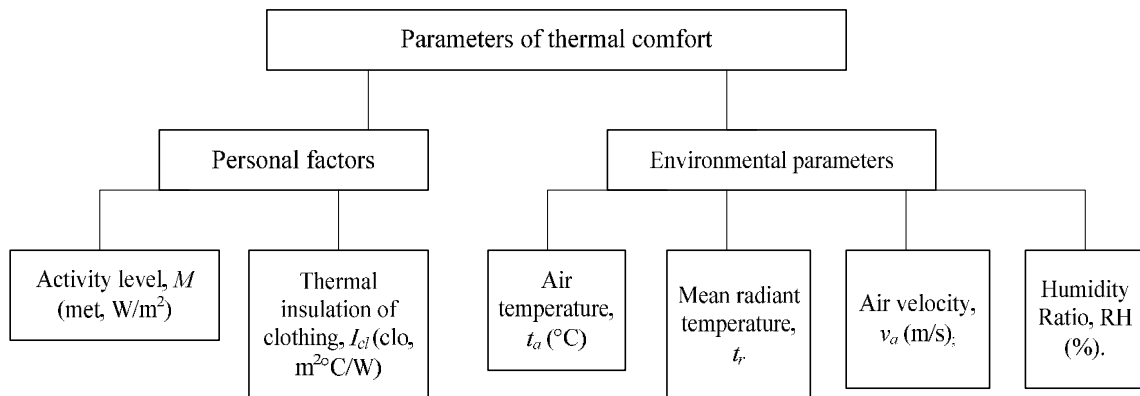 Parameters of thermal comfort
Personal factors
Environmental parameters
Activity level, M
(met, W/m²)
Thermal
insulation of
clothing, Icl (clo,
m²°C/W)
Air
temperature,
ta (°C)
Mean radiant
temperature,
tr
Air velocity,
va (m/s);
Humidity
Ratio, RH
(%).